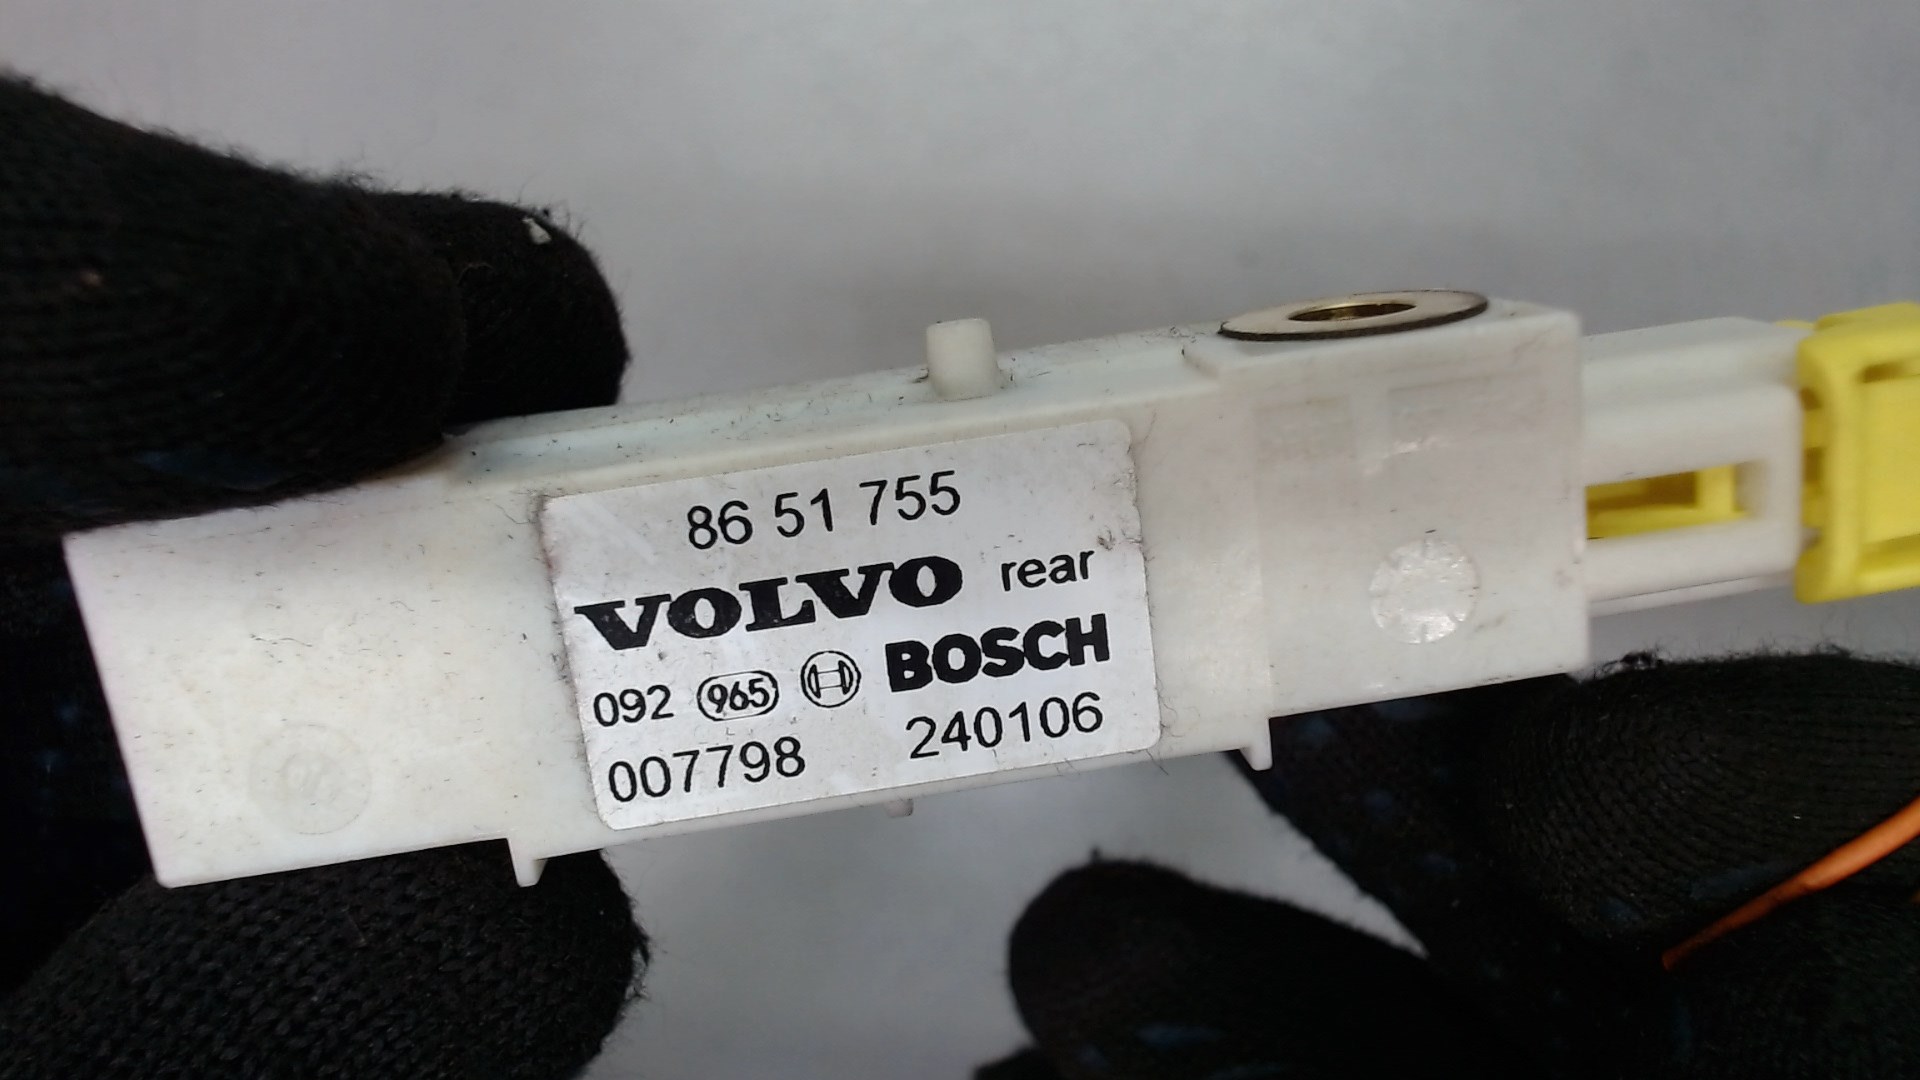 86 51 755
VOLVO rear
092 965 BOSCH
007798 240106